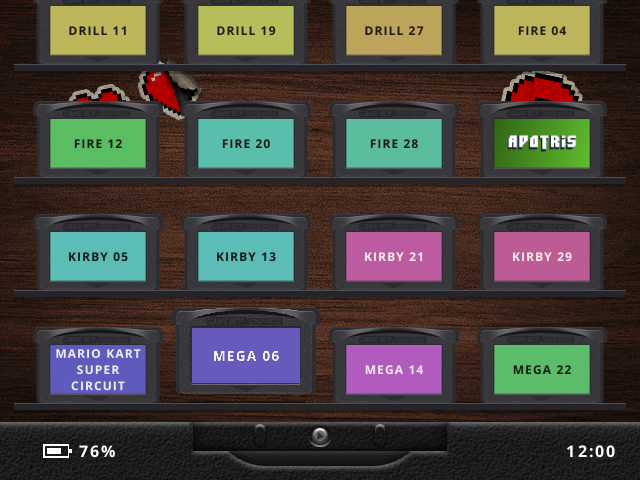 DRILL 11
DRILL 19
DRILL 27
FIRE 04
FIRE 12
FIRE 20
FIRE 28
APOTRIS
KIRBY 05
KIRBY 13
KIRBY 21
KIRBY 29
MARIO KART
SUPER
CIRCUIT
MEGA 06
MEGA 14
MEGA 22
76%
12:00